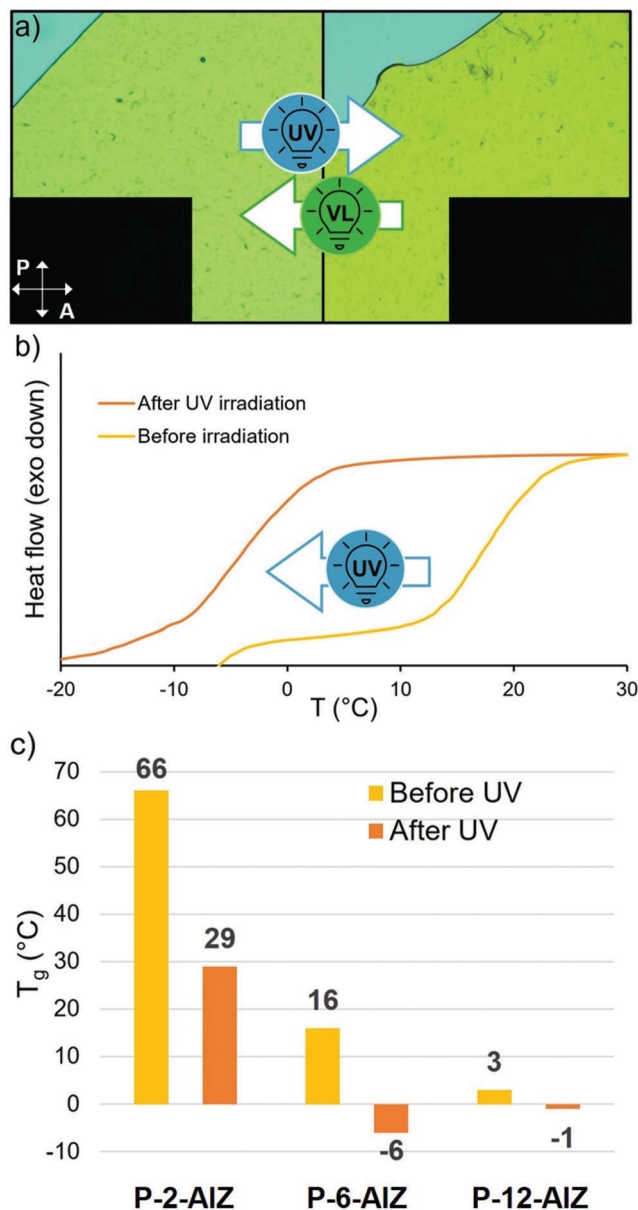 a)
UV
VL
P
A
b)
Heat flow (exo down)
After UV irradiation
Before irradiation
UV
-20 -10 0 10 20 30
T (°C)
c)
Tg (°C)
70
60
50
40
30
20
10
0
-10
Before UV
After UV
66
29
16
-6
3
-1
P-2-AIZ P-6-AIZ P-12-AIZ